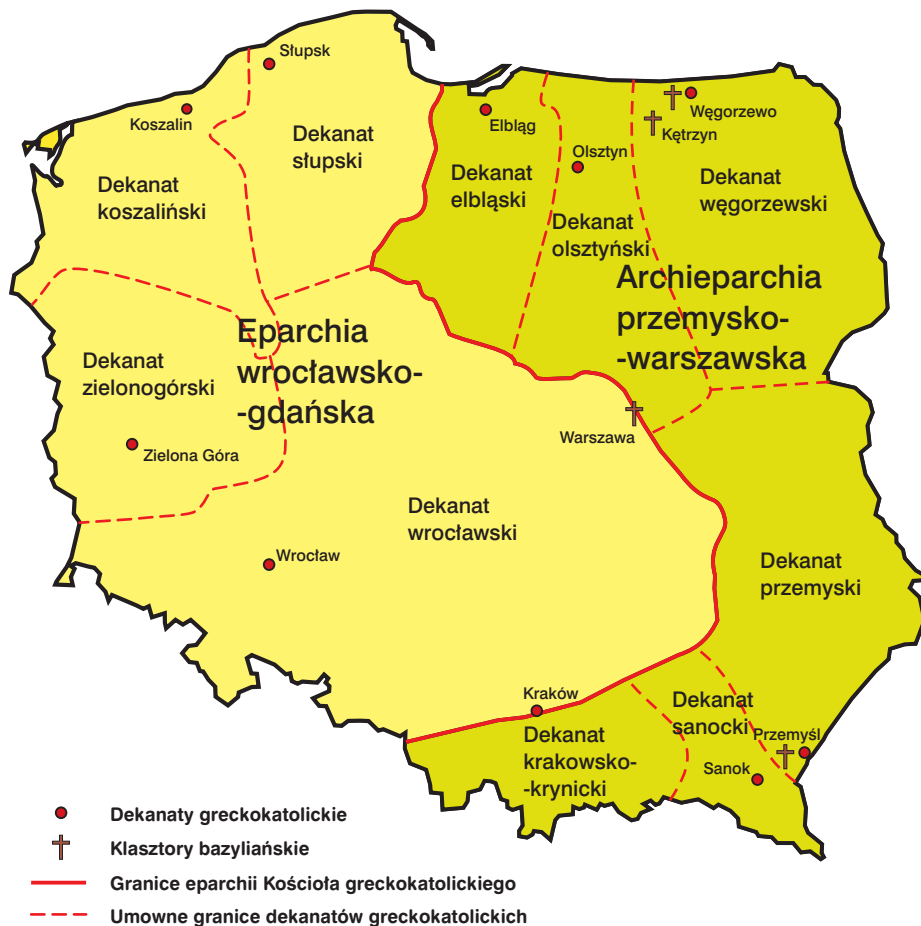 Słupsk
Koszalin
Dekanat
słupski
Dekanat
koszaliński
Elbląg
Węgorzewo
Kętrzyn
Olsztyn
Dekanat
elbląski
Dekanat
węgorzewski
Dekanat
olsztyński
Archieparchia
przemysko-
-warszawska
Eparchia
wrocławsko-
-gdańska
Dekanat
zielonogórski
Zielona Góra
Warszawa
Dekanat
wrocławski
Wrocław
Dekanat
przemyski
Kraków
Dekanat
sanocki
Dekanat
krakowsko-
-krynicki
Przemyśl
Sanok
Dekanaty greckokatolickie
Klasztory bazyliańskie
Granice eparchii Kościoła greckokatolickiego
Umowne granice dekanatów greckokatolickich